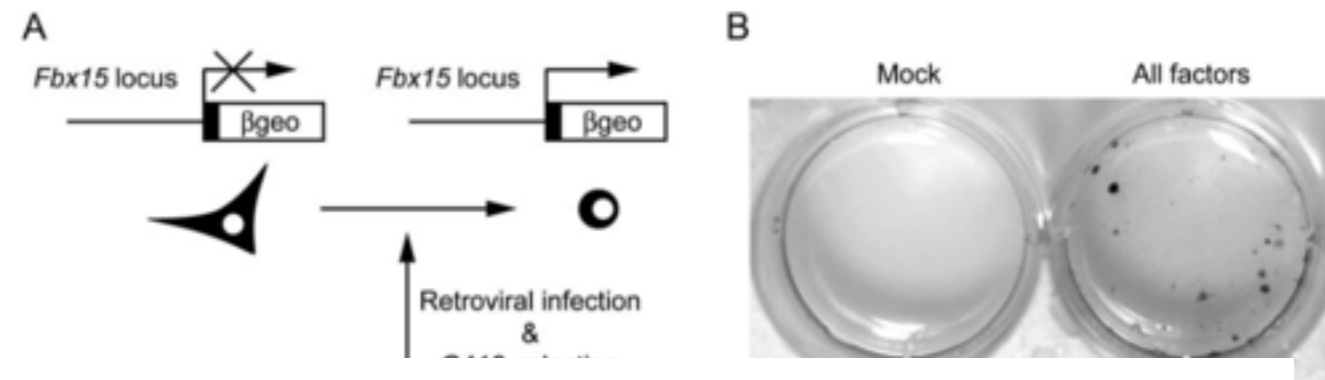 A
Fbx15 locus
βgeo
Fbx15 locus
βgeo
Retroviral infection
&
B
Mock
All factors